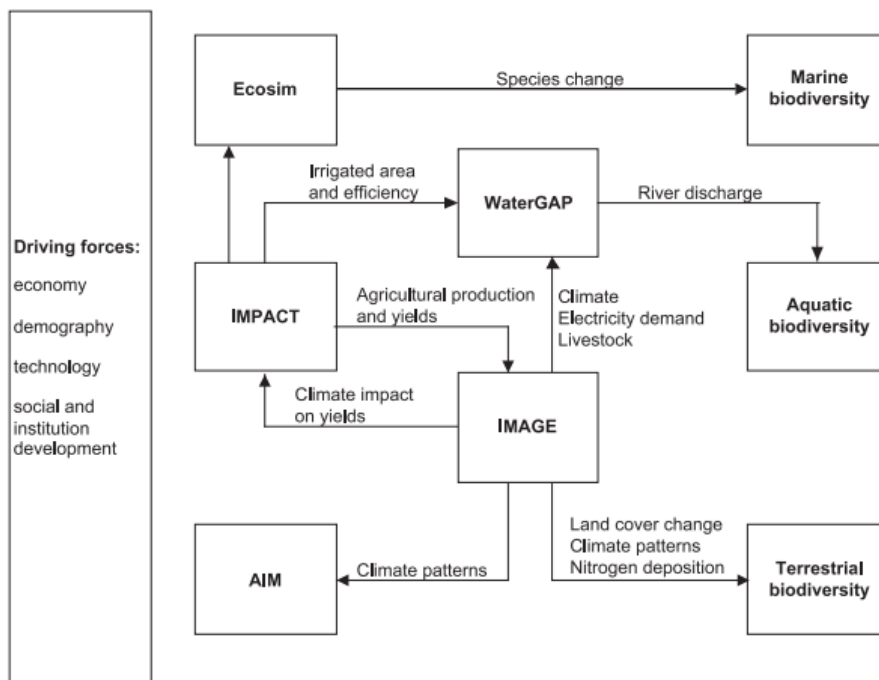 Driving forces:
economy
demography
technology
social and
institution
development
Ecosim
Species change
Marine
biodiversity
Irrigated area
and efficiency
WaterGAP
River discharge
IMPACT
Agricultural production
and yields
Climate
Electricity demand
Livestock
Aquatic
biodiversity
Climate impact
on yields
IMAGE
AIM
Climate patterns
Land cover change
Climate patterns
Nitrogen deposition
Terrestrial
biodiversity